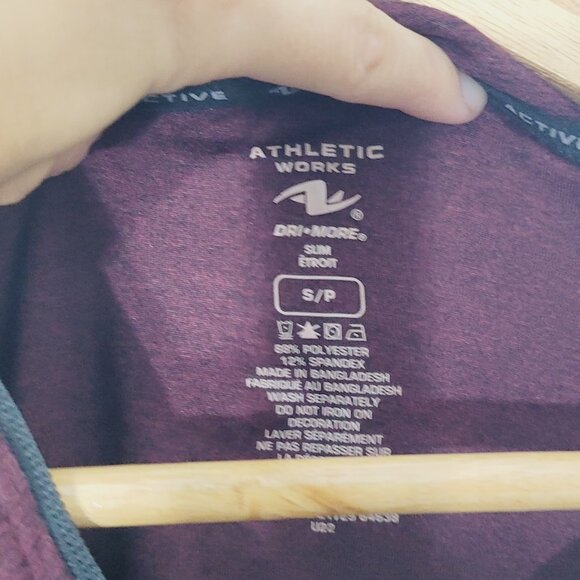 ACTIVE
ACTIVE
ATHLETIC
WORKS
®
DRI•MORE®
SLIM
ÉTROIT
S/P
88% POLYESTER
12% SPANDEX
MADE IN BANGLADESH
FABRIQUÉ AU BANGLADESH
WASH SEPARATELY
DO NOT IRON ON
DECORATION
LAVER SÉPARÉMENT
NE PAS REPASSER SUR
LA
U22